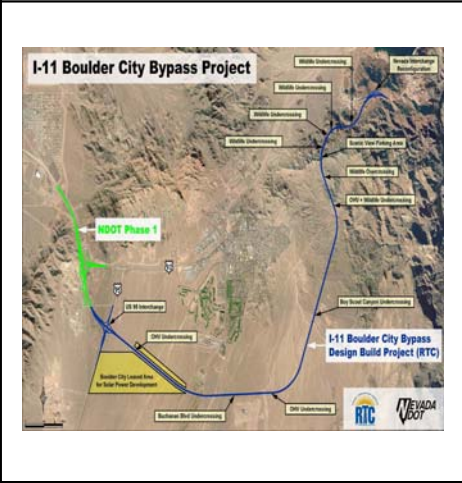 I-11 Boulder City Bypass Project
Wildlife Undercrossing
Nevada Interchange
Reconfiguration
Wildlife Undercrossing
Wildlife Undercrossing
Wildlife Undercrossing
Scenic View Parking Area
Wildlife Overcrossing
OHV + Wildlife Undercrossing
NDOT Phase 1
Boy Scout Canyon Undercrossing
US 95 Interchange
OHV Undercrossing
I-11 Boulder City Bypass
Design Build Project (RTC)
Boulder City Leased Area
for Solar Power Development
Buchanan Blvd Undercrossing
OHV Undercrossing
RTC
NEVADA
DOT